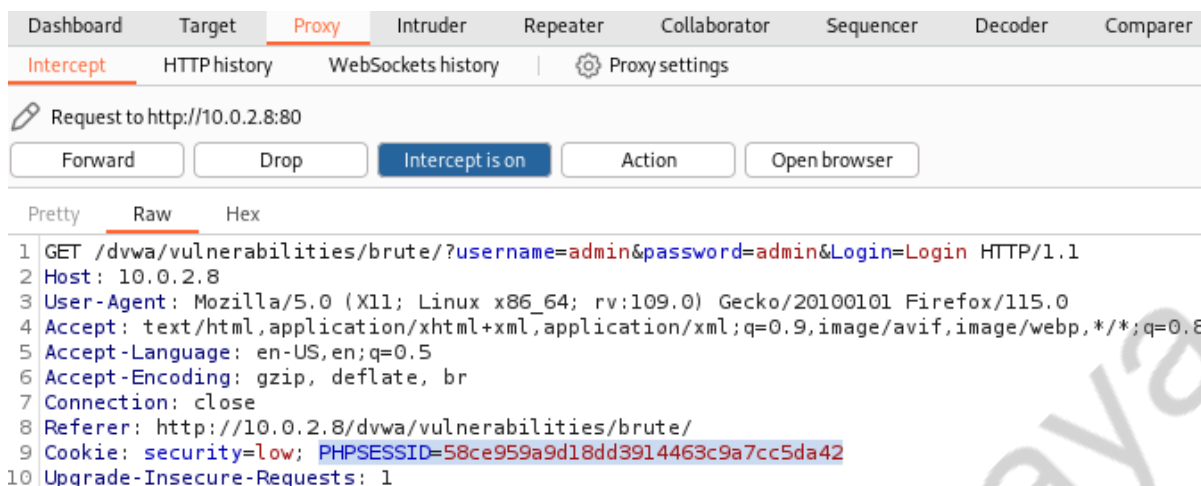 Dashboard Target Proxy Intruder Repeater Collaborator Sequencer Decoder Comparer
Intercept HTTP history WebSockets history Proxy settings
Request to http://10.0.2.8:80
Forward Drop Intercept is on Action Open browser
Pretty Raw Hex
1 GET /dvwa/vulnerabilities/brute/?username=admin&password=admin&Login=Login HTTP/1.1
2 Host: 10.0.2.8
3 User-Agent: Mozilla/5.0 (X11; Linux x86_64; rv:109.0) Gecko/20100101 Firefox/115.0
4 Accept: text/html,application/xhtml+xml,application/xml;q=0.9,image/avif,image/webp,*/*;q=0.8
5 Accept-Language: en-US,en;q=0.5
6 Accept-Encoding: gzip, deflate, br
7 Connection: close
8 Referer: http://10.0.2.8/dvwa/vulnerabilities/brute/
9 Cookie: security=low; PHPSESSID=58ce959a9d18dd3914463c9a7cc5da42
10 Upgrade-Insecure-Requests: 1